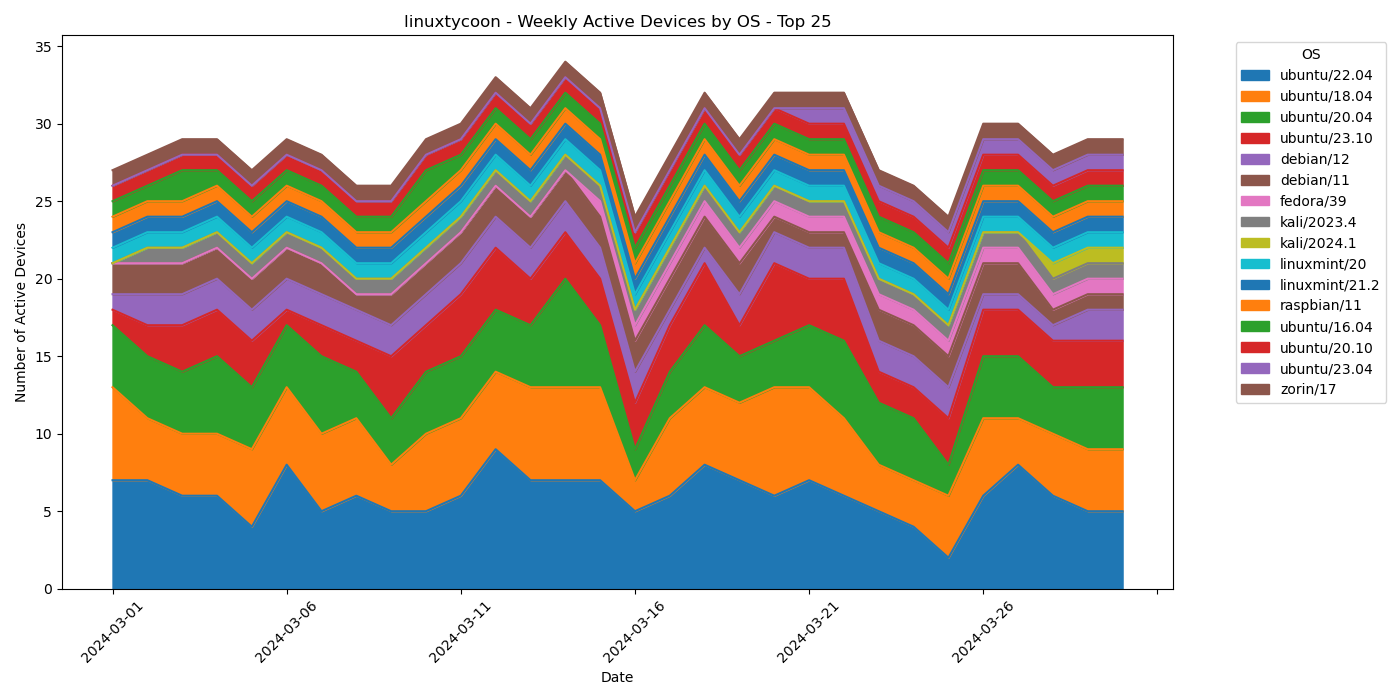 linuxtycoon - Weekly Active Devices by OS - Top 25
Number of Active Devices
35
30
25
20
15
10
5
0
2024-03-01
2024-03-06
2024-03-11
2024-03-16
2024-03-21
2024-03-26
Date
OS
ubuntu/22.04
ubuntu/18.04
ubuntu/20.04
ubuntu/23.10
debian/12
debian/11
fedora/39
kali/2023.4
kali/2024.1
linuxmint/20
linuxmint/21.2
raspbian/11
ubuntu/16.04
ubuntu/20.10
ubuntu/23.04
zorin/17